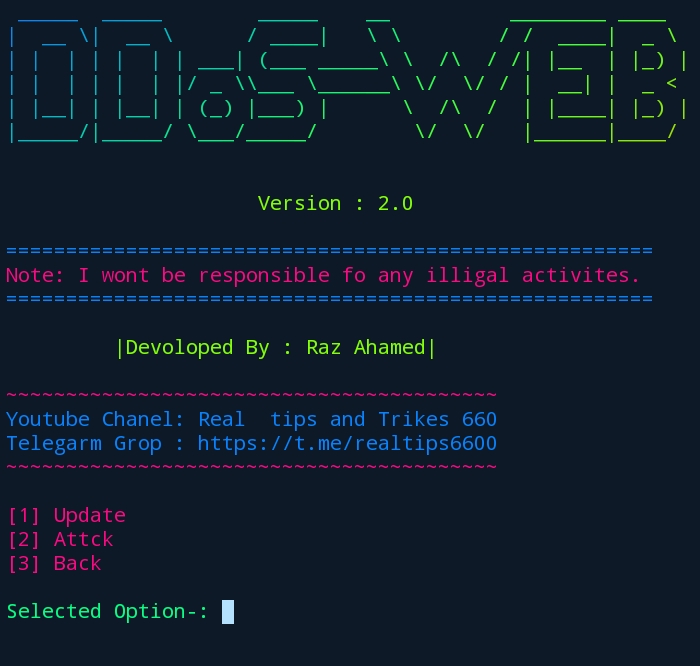 DDoS-WEB
Version : 2.0
=====================================================
Note: I wont be responsible fo any illigal activites.
=====================================================
|Devoloped By : Raz Ahamed|
~~~~~~~~~~~~~~~~~~~~~~~~~~~~~~~~~~~~~~~~~
Youtube Chanel: Real  tips and Trikes 660
Telegarm Grop : https://t.me/realtips6600
~~~~~~~~~~~~~~~~~~~~~~~~~~~~~~~~~~~~~~~~~
[1] Update
[2] Attck
[3] Back
Selected Option-: